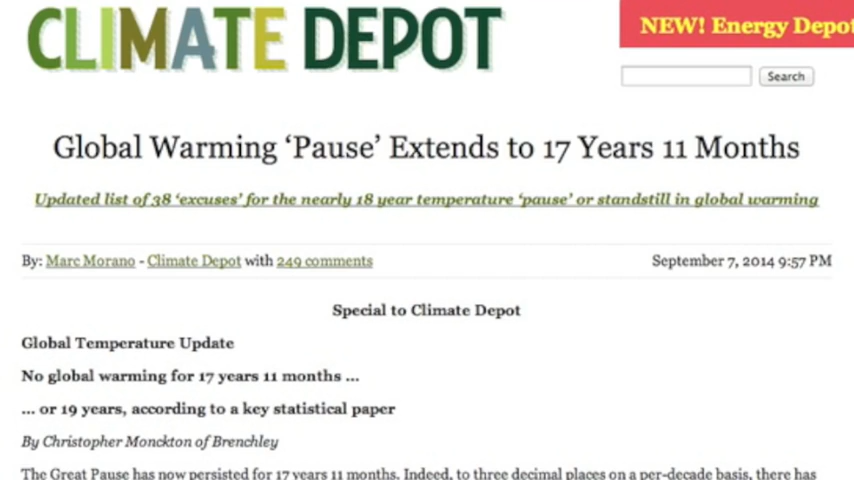 CLIMATE DEPOT
NEW! Energy Depot
Search
Global Warming ‘Pause’ Extends to 17 Years 11 Months
Updated list of 38 ‘excuses’ for the nearly 18 year temperature ‘pause’ or standstill in global warming
By: Marc Morano - Climate Depot with 249 comments
September 7, 2014 9:57 PM
Special to Climate Depot
Global Temperature Update
No global warming for 17 years 11 months ...
... or 19 years, according to a key statistical paper
By Christopher Monckton of Brenchley
The Great Pause has now persisted for 17 years 11 months. Indeed, to three decimal places on a per-decade basis, there has